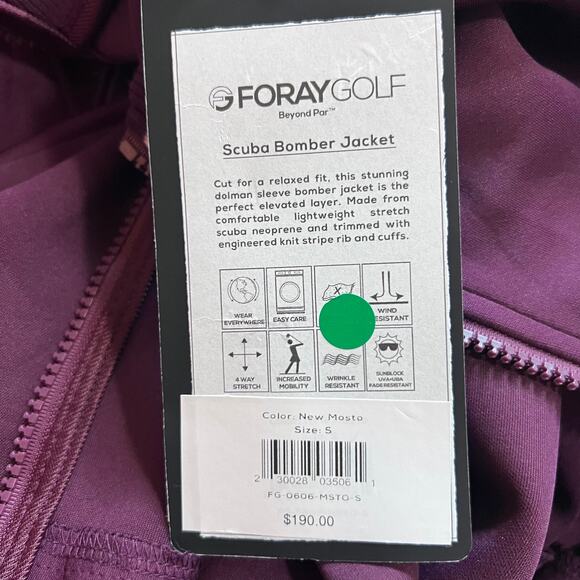 FORAYGOLF
Beyond Par™
Scuba Bomber Jacket
Cut for a relaxed fit, this stunning
dolman sleeve bomber jacket is the
perfect elevated layer. Made from
comfortable lightweight stretch
scuba neoprene and trimmed with
engineered knit stripe rib and cuffs.
WEAR EASY CARE WIND
EVERYWHERE
4 WAY INCREASED WRINKLE SUNBLOCK
STRETCH MOBILITY RESISTANT UVA+UBA
FADE RESISTANT
Color: New Mosto
Size: S
2 30028 03506 1
FG-0606-MSTO-S
$190.00